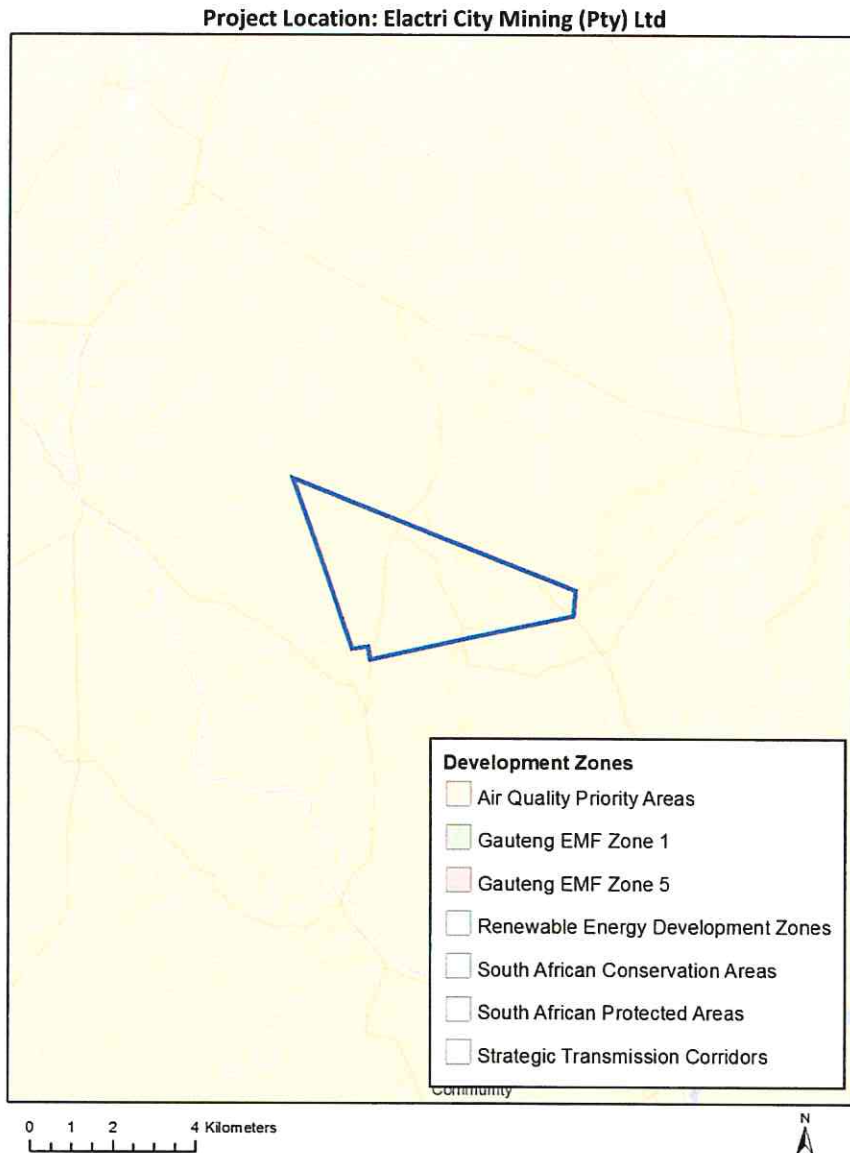 Project Location: Elactri City Mining (Pty) Ltd
Development Zones
Air Quality Priority Areas
Gauteng EMF Zone 1
Gauteng EMF Zone 5
Renewable Energy Development Zones
South African Conservation Areas
South African Protected Areas
Strategic Transmission Corridors
Community
0 1 2 4 Kilometers
N